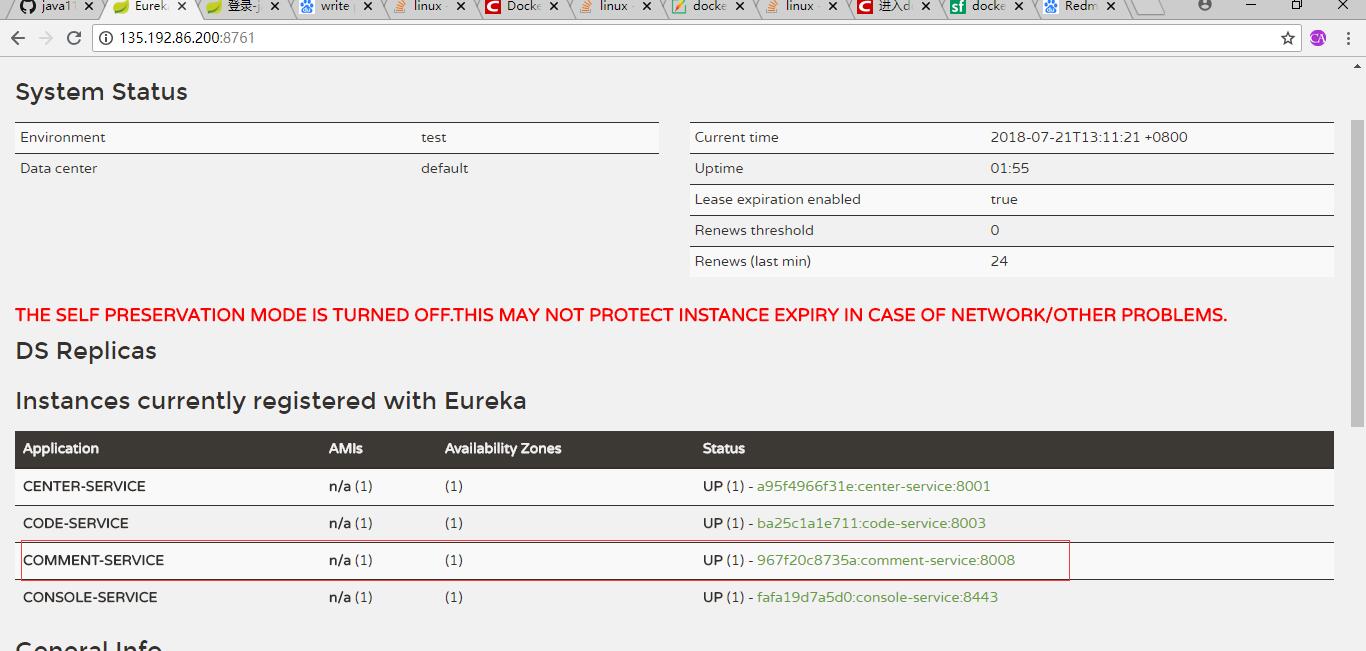 java11 Eureka 登录-j write linux - Docke linux - docke linux - 进入d docke Redm
135.192.86.200:8761
System Status
Environment test
Data center default
Current time 2018-07-21T13:11:21 +0800
Uptime 01:55
Lease expiration enabled true
Renews threshold 0
Renews (last min) 24
THE SELF PRESERVATION MODE IS TURNED OFF.THIS MAY NOT PROTECT INSTANCE EXPIRY IN CASE OF NETWORK/OTHER PROBLEMS.
DS Replicas
Instances currently registered with Eureka
Application AMIs Availability Zones Status
CENTER-SERVICE n/a (1) (1) UP (1) - a95f4966f31e:center-service:8001
CODE-SERVICE n/a (1) (1) UP (1) - ba25c1a1e711:code-service:8003
COMMENT-SERVICE n/a (1) (1) UP (1) - 967f20c8735a:comment-service:8008
CONSOLE-SERVICE n/a (1) (1) UP (1) - fafa19d7a5d0:console-service:8443
General Info